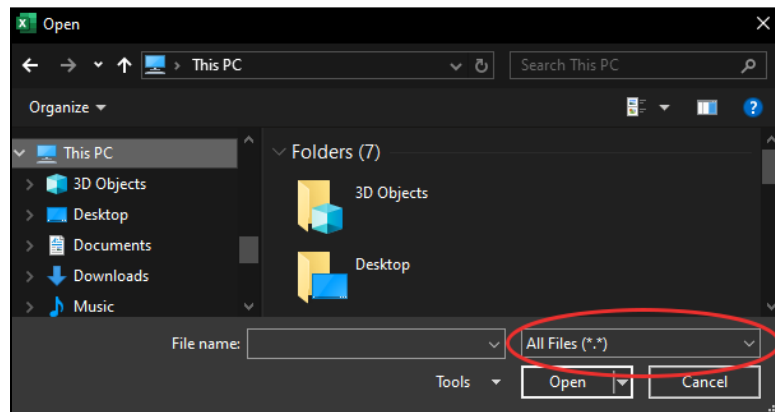 Open
This PC
Search This PC
Organize
?
This PC
3D Objects
Desktop
Documents
Downloads
Music
Folders (7)
3D Objects
Desktop
File name:
All Files (*.*)
Tools
Open
Cancel